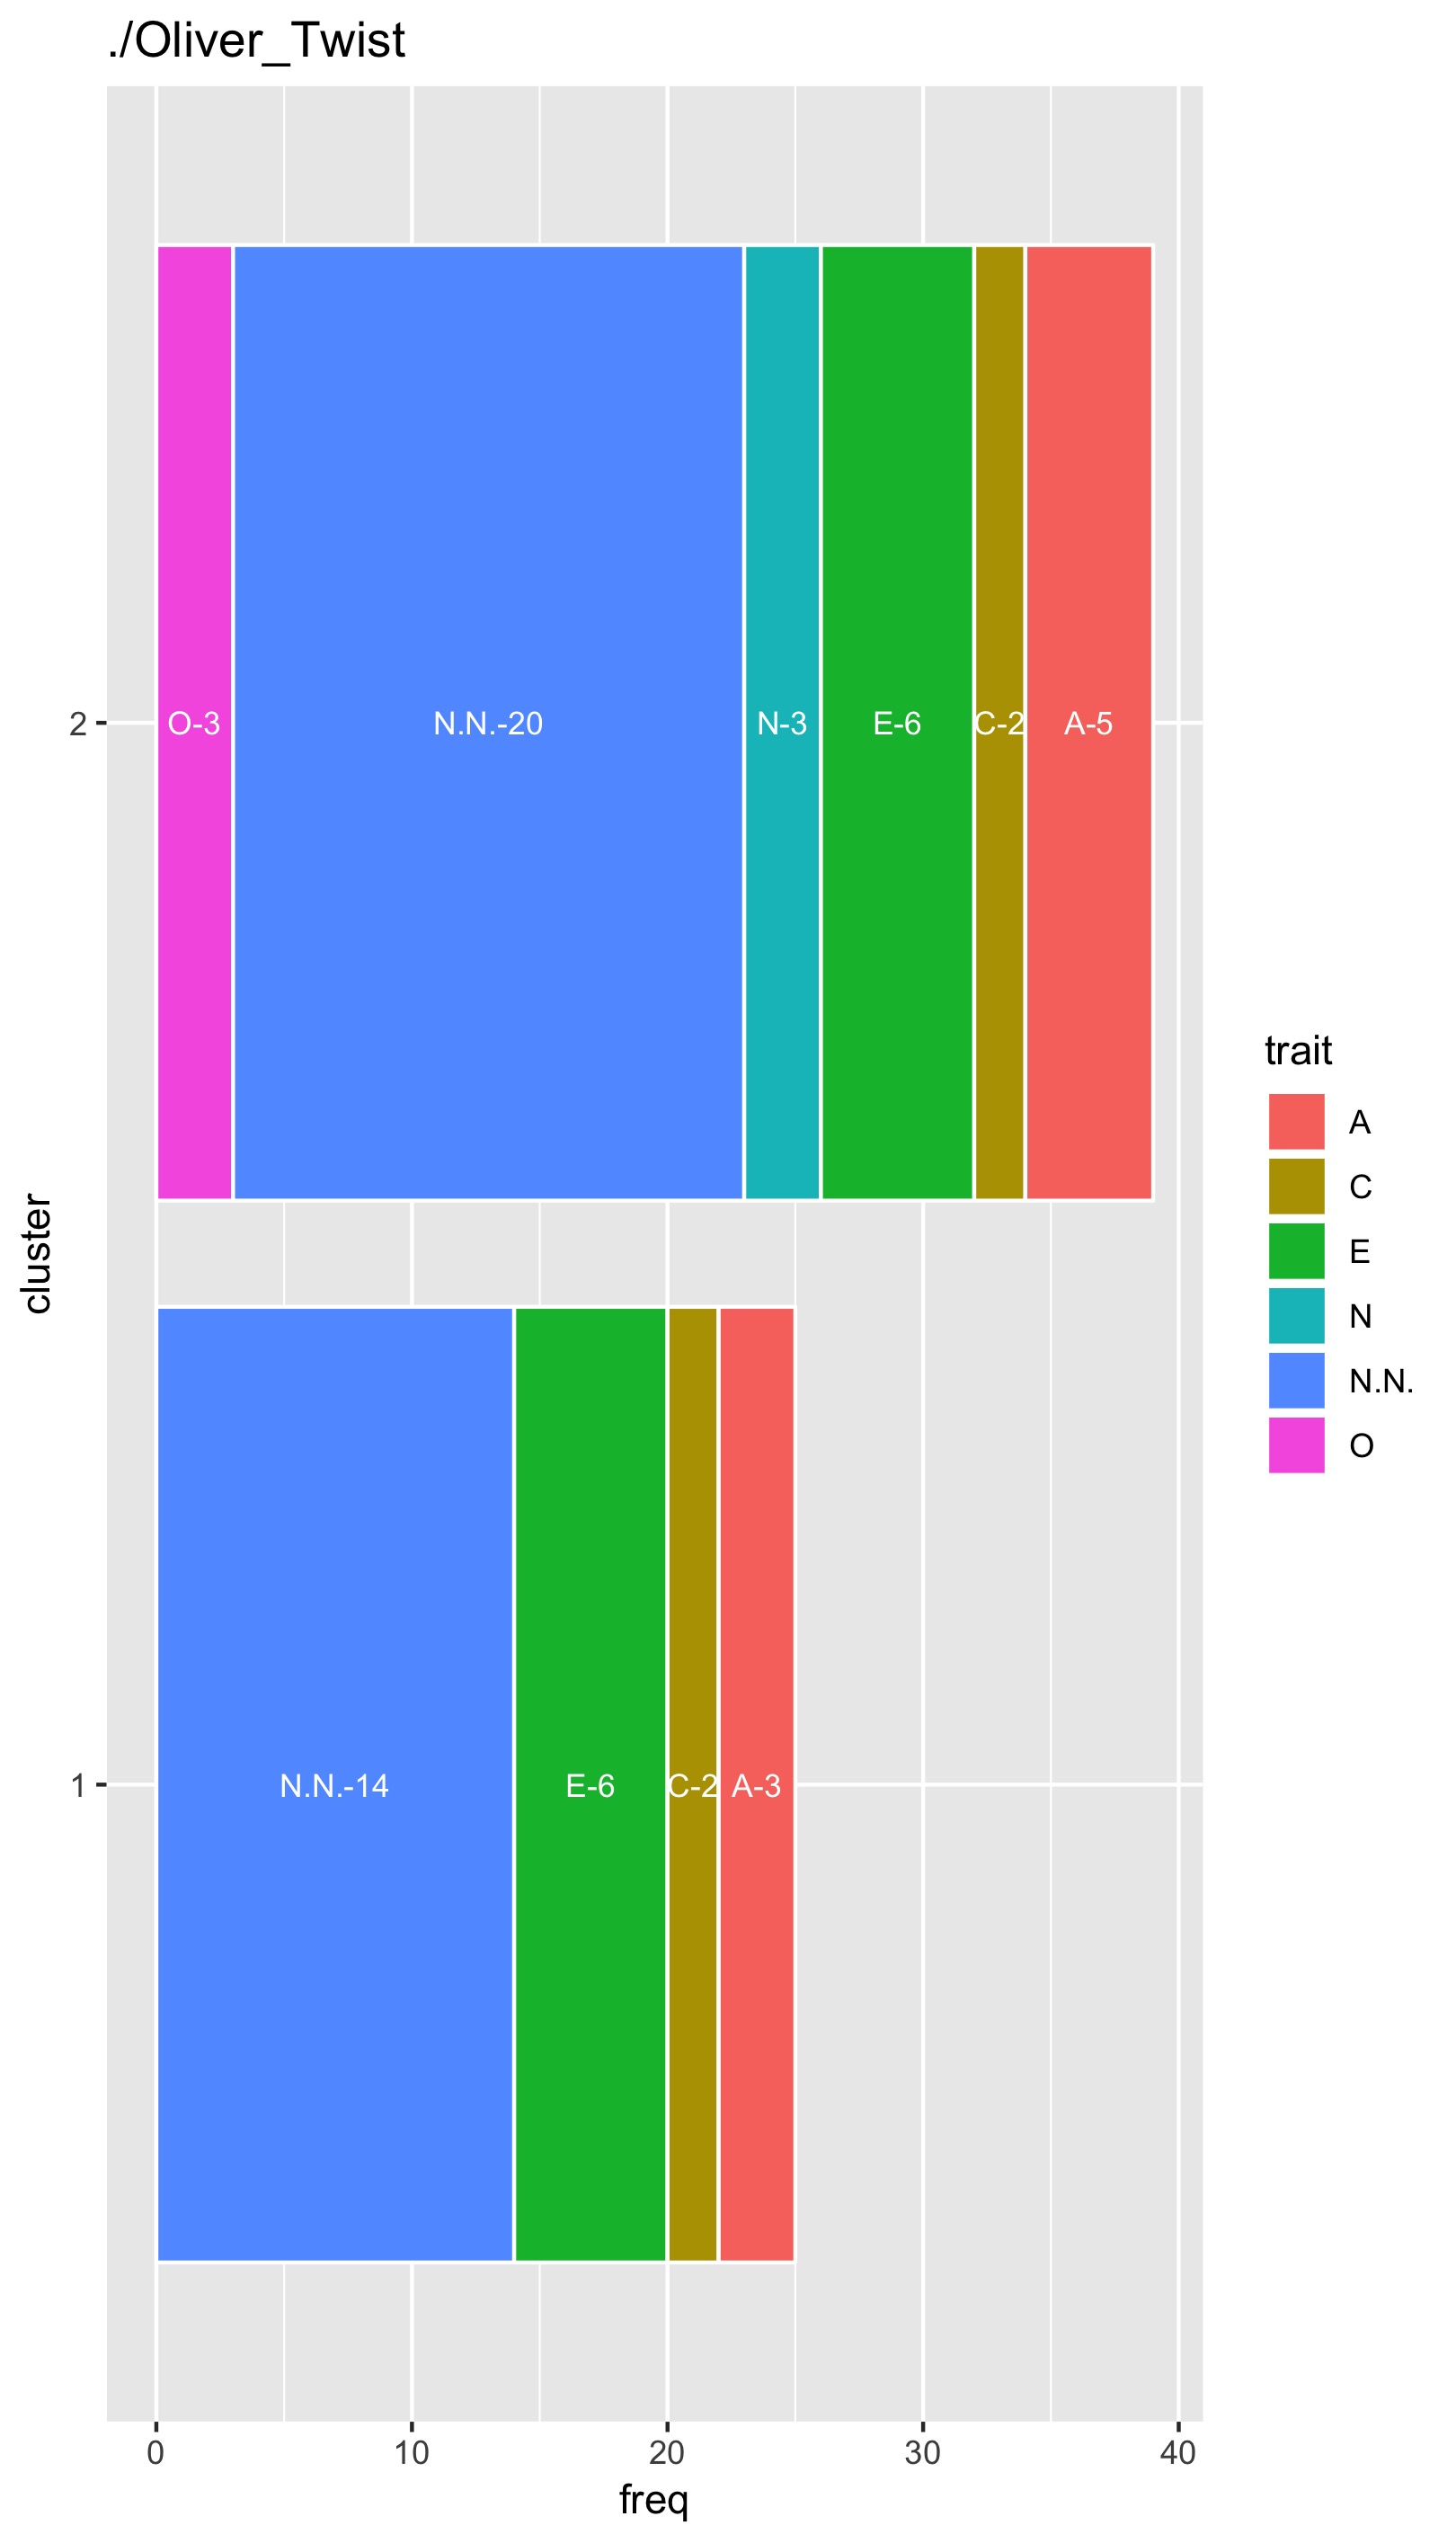 ./Oliver_Twist
2
O-3 N.N.-20 N-3 E-6 C-2 A-5
cluster
1
N.N.-14 E-6 C-2 A-3
0 10 20 30 40
freq
trait
A
C
E
N
N.N.
O